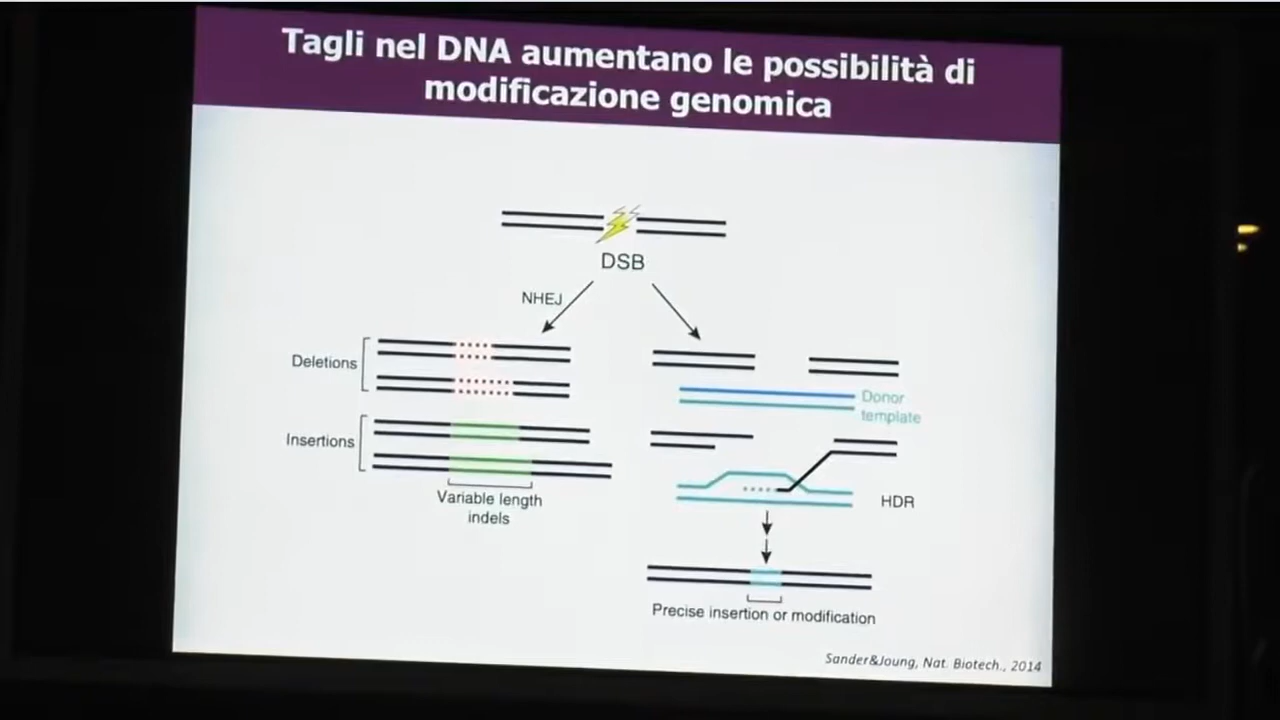 Tagli nel DNA aumentano le possibilità di
modificazione genomica
DSB
NHEJ
Deletions
Insertions
Variable length
indels
Donor
template
HDR
Precise insertion or modification
Sander&Joung, Nat. Biotech., 2014